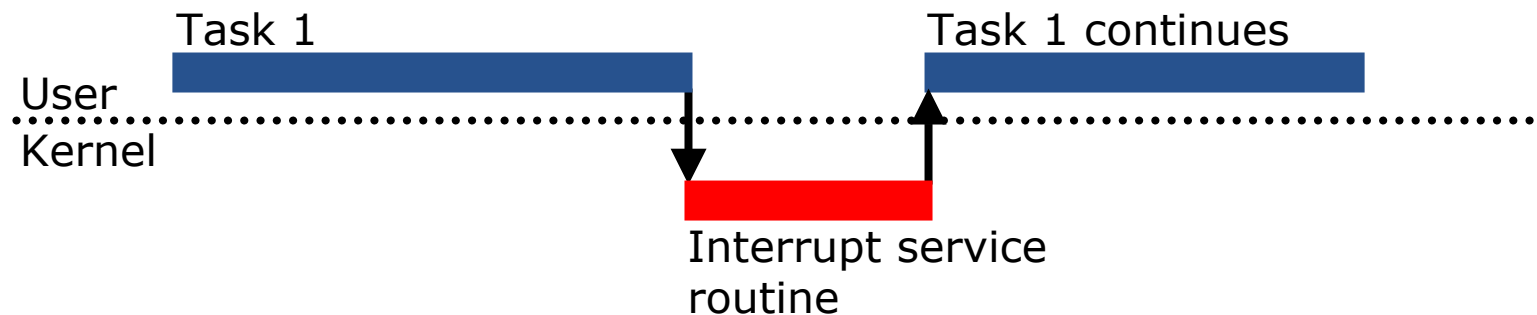 Task 1
Task 1 continues
User
Kernel
Interrupt service
routine